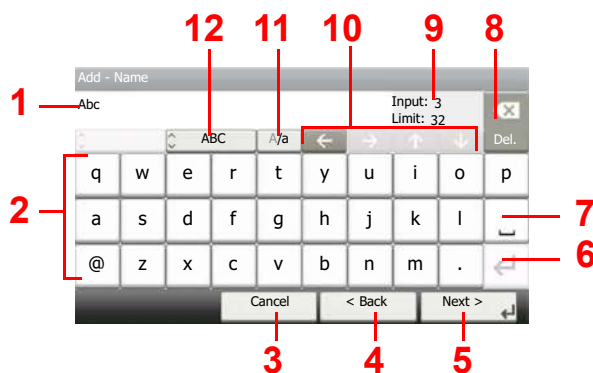 12 11 10 9 8
Add - Name
1 Abc Input: 3
Limit: 32
ABC A/a ← → ↑ ↓ Del.
q w e r t y u i o p
2 a s d f g h j k l 7
@ z x c v b n m . 6
Cancel < Back Next >
3 4 5